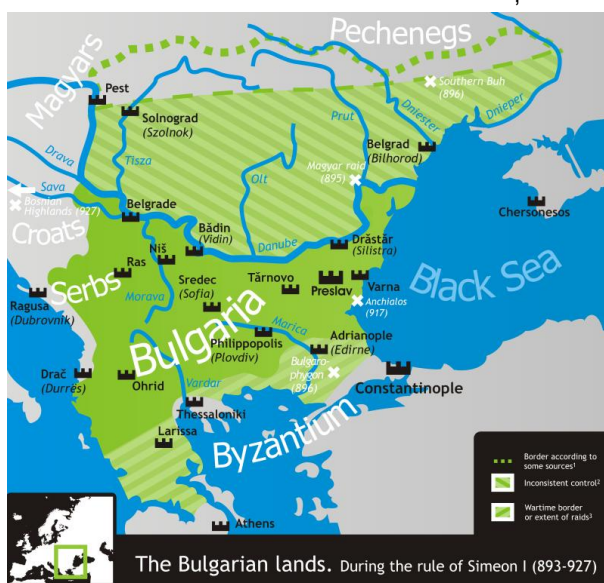 Pechenegs
Magyars
Southern Buh
(896)
Pest
Solnograd
(Szolnok)
Dniester
Dnieper
Prut
Drava
Tisza
Belgrad
(Bilhorod)
Olt
Magyar raid
(895)
Sava
Bosnian
Highlands (927)
Belgrade
Chersonesos
Croats
Bădin
(Vidin)
Danube
Drăstăr
(Silistra)
Niš
Ras
Serbs
Sredec
(Sofia)
Tărnovo
Preslav
Varna
Black Sea
Ragusa
(Dubrovnik)
Morava
Anchialos
(917)
Bulgaria
Marica
Philippopolis
(Plovdiv)
Adrianople
(Edirne)
Drač
(Durrës)
Ohrid
Bulgaro-
phygon
(896)
Constantinople
Vardar
Thessaloniki
Byzantium
Larissa
Athens
Border according to
some sources¹
Inconsistent control²
Wartime border
or extent of raids³
The Bulgarian lands. During the rule of Simeon I (893-927)